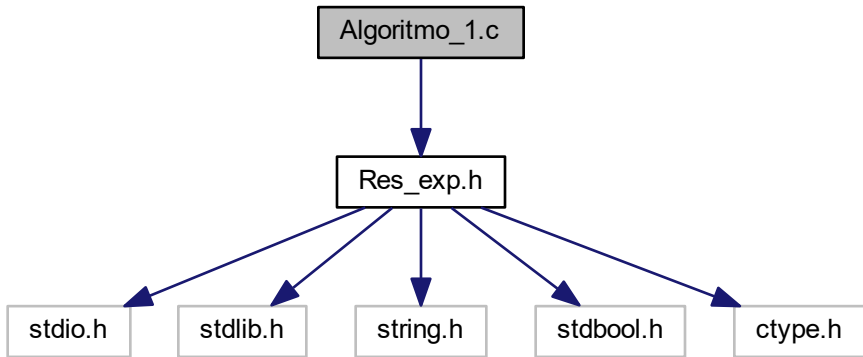 Algoritmo_1.c
Res_exp.h
stdio.h
stdlib.h
string.h
stdbool.h
ctype.h